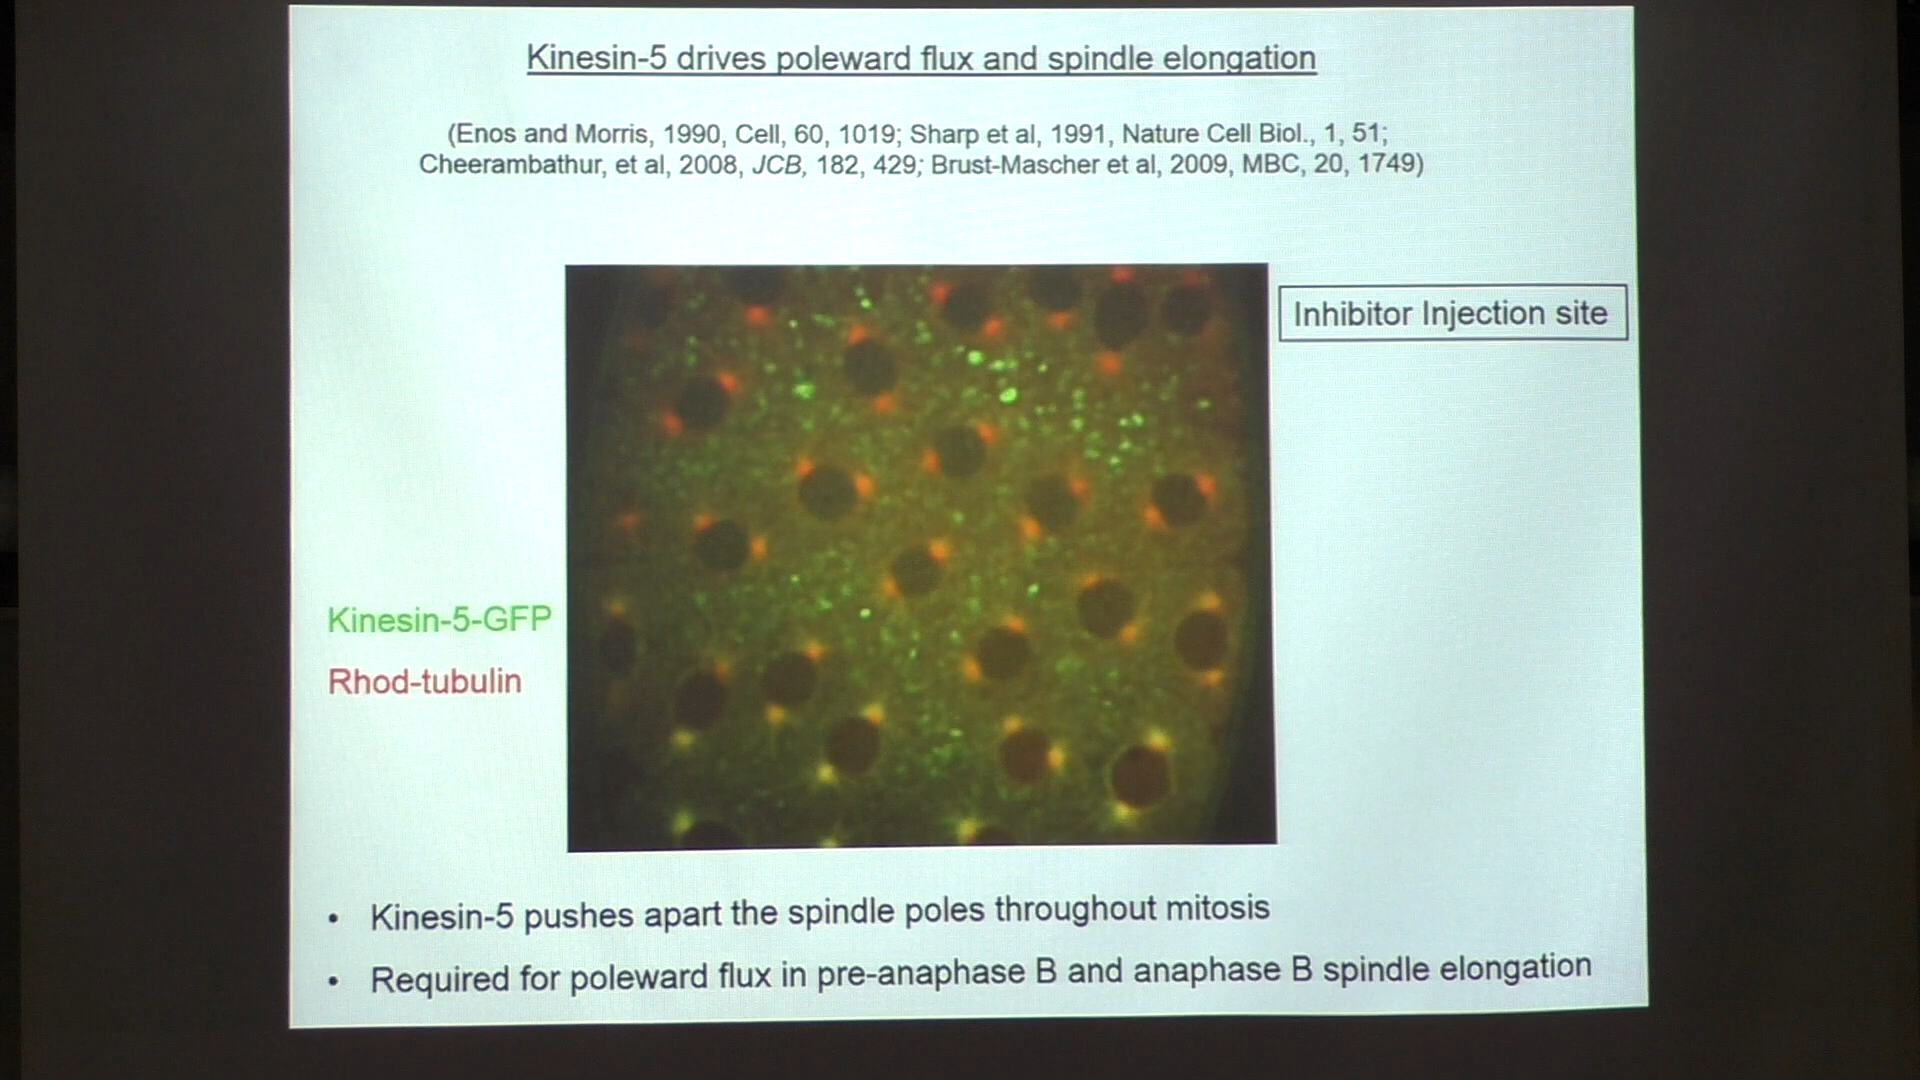 Kinesin-5 drives poleward flux and spindle elongation
(Enos and Morris, 1990, Cell, 60, 1019; Sharp et al, 1991, Nature Cell Biol., 1, 51;
Cheerambathur, et al, 2008, JCB, 182, 429; Brust-Mascher et al, 2009, MBC, 20, 1749)
Inhibitor Injection site
Kinesin-5-GFP
Rhod-tubulin
• Kinesin-5 pushes apart the spindle poles throughout mitosis
• Required for poleward flux in pre-anaphase B and anaphase B spindle elongation